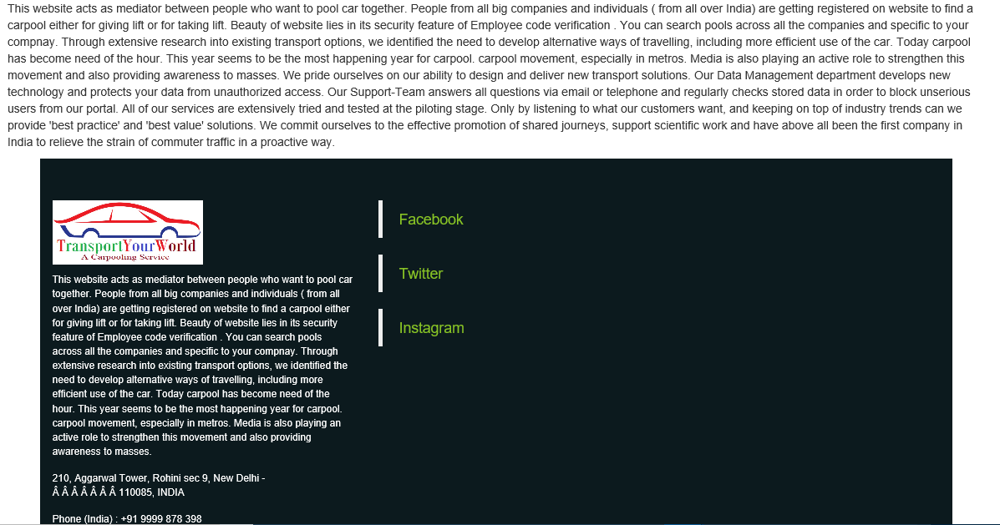 This website acts as mediator between people who want to pool car together. People from all big companies and individuals ( from all over India) are getting registered on website to find a
carpool either for giving lift or for taking lift. Beauty of website lies in its security feature of Employee code verification . You can search pools across all the companies and specific to your
compnay. Through extensive research into existing transport options, we identified the need to develop alternative ways of travelling, including more efficient use of the car. Today carpool
has become need of the hour. This year seems to be the most happening year for carpool. carpool movement, especially in metros. Media is also playing an active role to strengthen this
movement and also providing awareness to masses. We pride ourselves on our ability to design and deliver new transport solutions. Our Data Management department develops new
technology and protects your data from unauthorized access. Our Support-Team answers all questions via email or telephone and regularly checks stored data in order to block unserious
users from our portal. All of our services are extensively tried and tested at the piloting stage. Only by listening to what our customers want, and keeping on top of industry trends can we
provide 'best practice' and 'best value' solutions. We commit ourselves to the effective promotion of shared journeys, support scientific work and have above all been the first company in
India to relieve the strain of commuter traffic in a proactive way.
TransportYourWorld
A Carpooling Service
This website acts as mediator between people who want to pool car
together. People from all big companies and individuals ( from all
over India) are getting registered on website to find a carpool either
for giving lift or for taking lift. Beauty of website lies in its security
feature of Employee code verification . You can search pools
across all the companies and specific to your compnay. Through
extensive research into existing transport options, we identified the
need to develop alternative ways of travelling, including more
efficient use of the car. Today carpool has become need of the
hour. This year seems to be the most happening year for carpool.
carpool movement, especially in metros. Media is also playing an
active role to strengthen this movement and also providing
awareness to masses.
210, Aggarwal Tower, Rohini sec 9, New Delhi -
Â Â Â Â Â Â Â 110085, INDIA
Phone (India) : +91 9999 878 398
Facebook
Twitter
Instagram